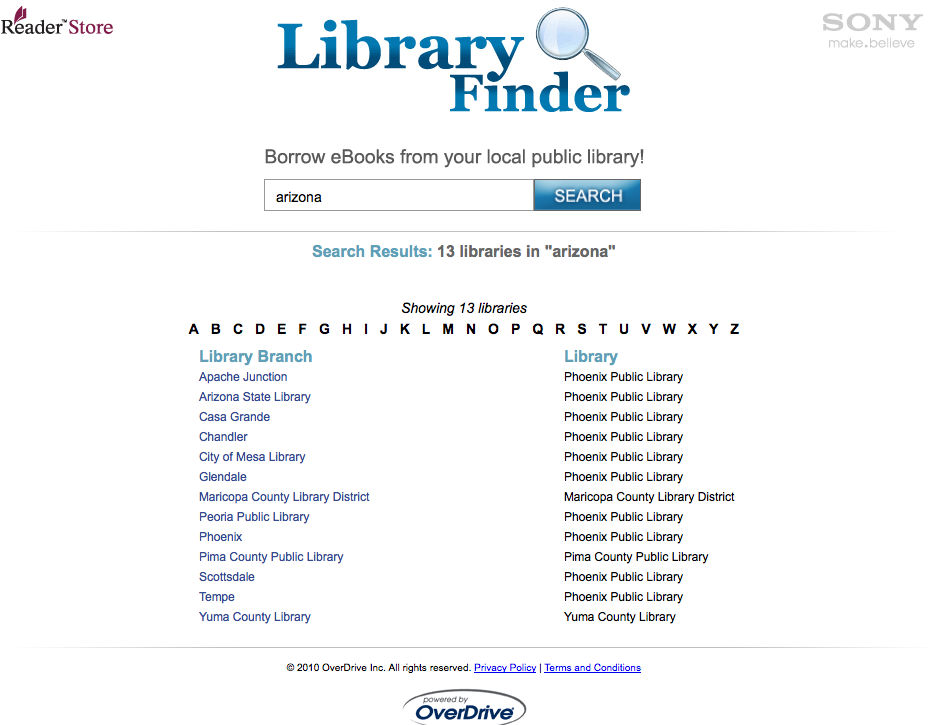 Reader™Store
SONY
make.believe
Library
Finder
Borrow eBooks from your local public library!
arizona
SEARCH
Search Results: 13 libraries in "arizona"
Showing 13 libraries
A B C D E F G H I J K L M N O P Q R S T U V W X Y Z
Library Branch Library
Apache Junction Phoenix Public Library
Arizona State Library Phoenix Public Library
Casa Grande Phoenix Public Library
Chandler Phoenix Public Library
City of Mesa Library Phoenix Public Library
Glendale Phoenix Public Library
Maricopa County Library District Maricopa County Library District
Peoria Public Library Phoenix Public Library
Phoenix Phoenix Public Library
Pima County Public Library Pima County Public Library
Scottsdale Phoenix Public Library
Tempe Phoenix Public Library
Yuma County Library Yuma County Library
© 2010 OverDrive Inc. All rights reserved. Privacy Policy | Terms and Conditions
powered by
OverDrive